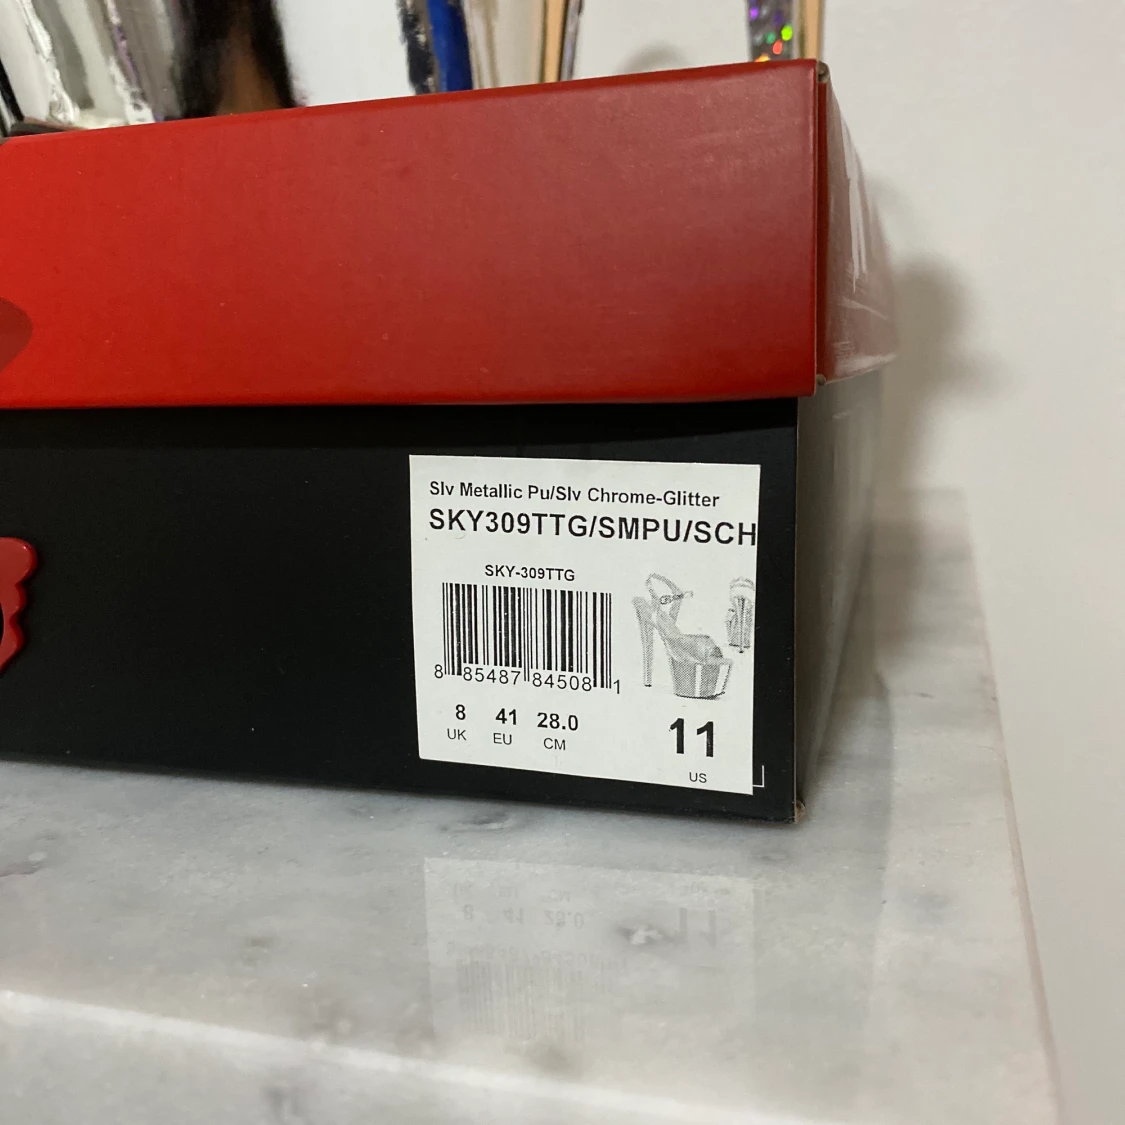 Slv Metallic Pu/Slv Chrome-Glitter
SKY309TTG/SMPU/SCH
SKY-309TTG
8 85487 84508 1
8 41 28.0 11
UK EU CM US